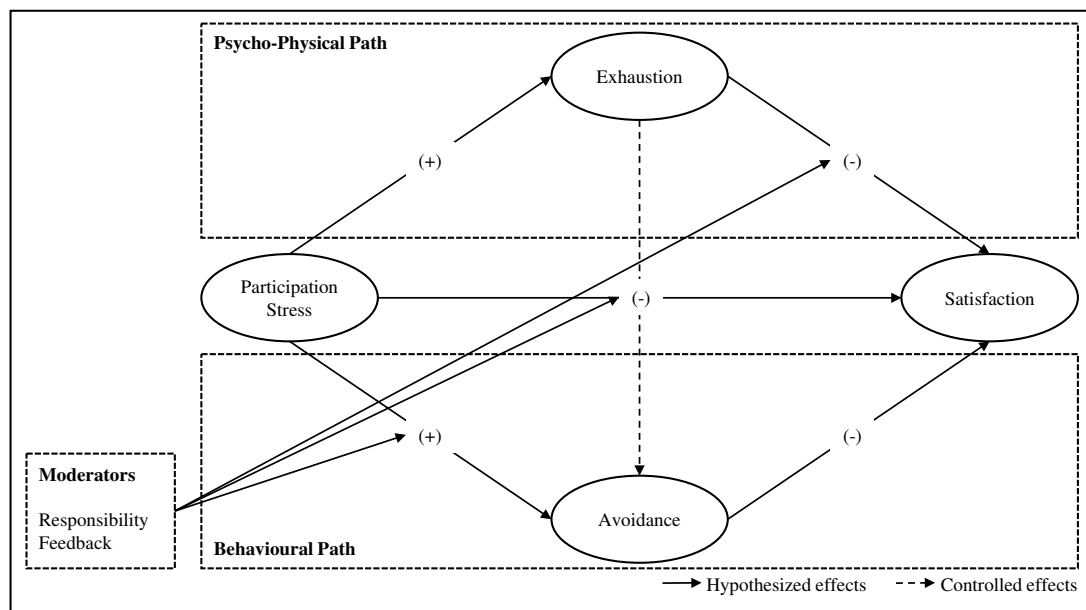 Psycho-Physical Path
Exhaustion
(+)
(-)
Participation
Stress
(-)
Satisfaction
(+)
(-)
Moderators
Responsibility
Feedback
Avoidance
Behavioural Path
Hypothesized effects
Controlled effects